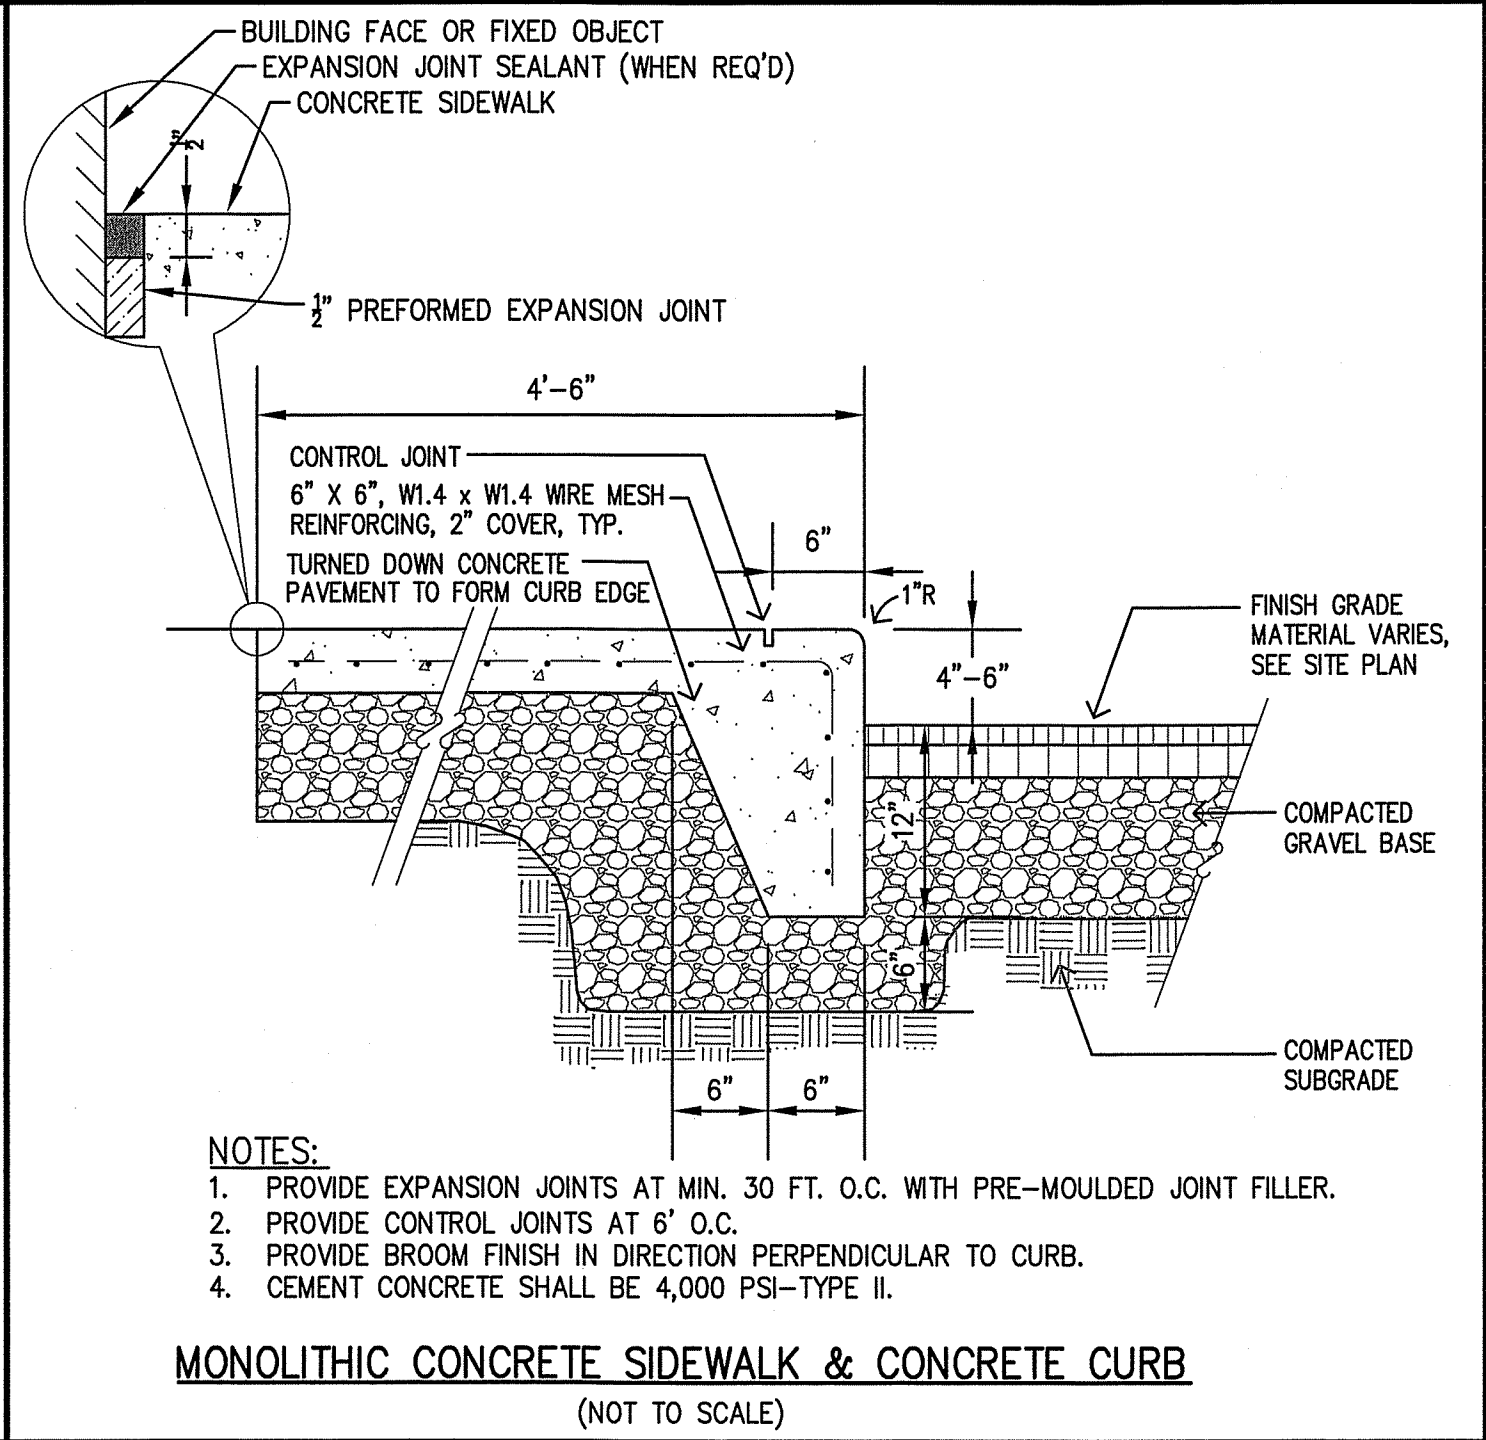 BUILDING FACE OR FIXED OBJECT
EXPANSION JOINT SEALANT (WHEN REQ'D)
CONCRETE SIDEWALK
1/2"
1/2" PREFORMED EXPANSION JOINT
4'-6"
CONTROL JOINT
6" X 6", W1.4 x W1.4 WIRE MESH
REINFORCING, 2" COVER, TYP.
TURNED DOWN CONCRETE
PAVEMENT TO FORM CURB EDGE
6"
1"R
4"-6"
FINISH GRADE
MATERIAL VARIES,
SEE SITE PLAN
12"
COMPACTED
GRAVEL BASE
6"
COMPACTED
SUBGRADE
6"
6"
NOTES:
1. PROVIDE EXPANSION JOINTS AT MIN. 30 FT. O.C. WITH PRE-MOULDED JOINT FILLER.
2. PROVIDE CONTROL JOINTS AT 6' O.C.
3. PROVIDE BROOM FINISH IN DIRECTION PERPENDICULAR TO CURB.
4. CEMENT CONCRETE SHALL BE 4,000 PSI-TYPE II.
MONOLITHIC CONCRETE SIDEWALK & CONCRETE CURB
(NOT TO SCALE)